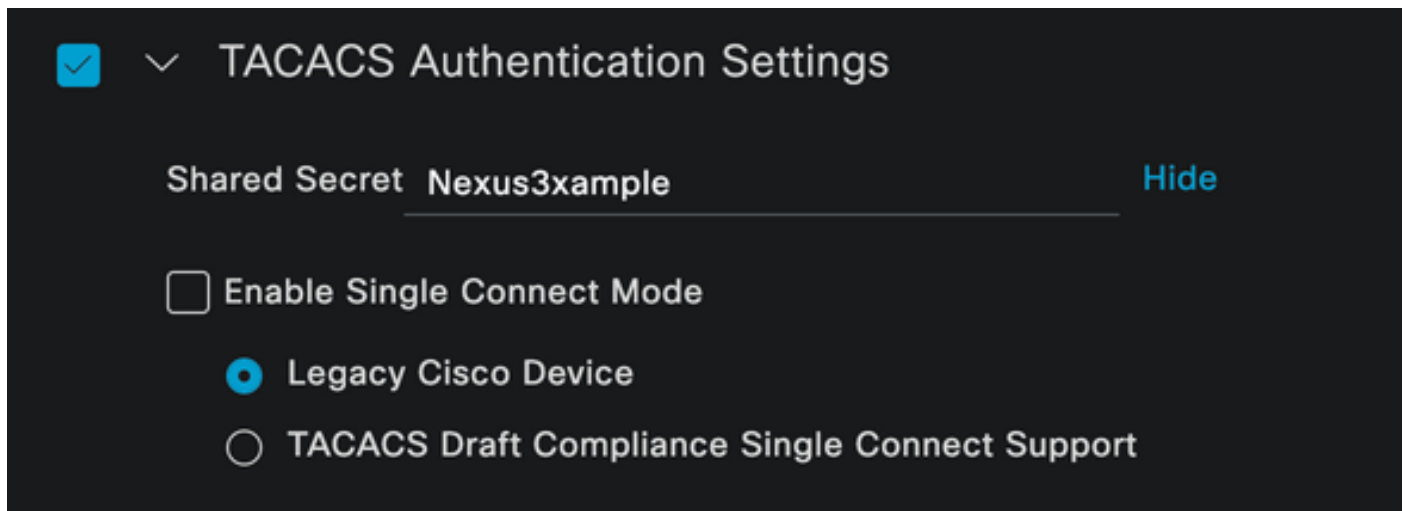 TACACS Authentication Settings
Shared Secret Nexus3xample Hide
Enable Single Connect Mode
Legacy Cisco Device
TACACS Draft Compliance Single Connect Support